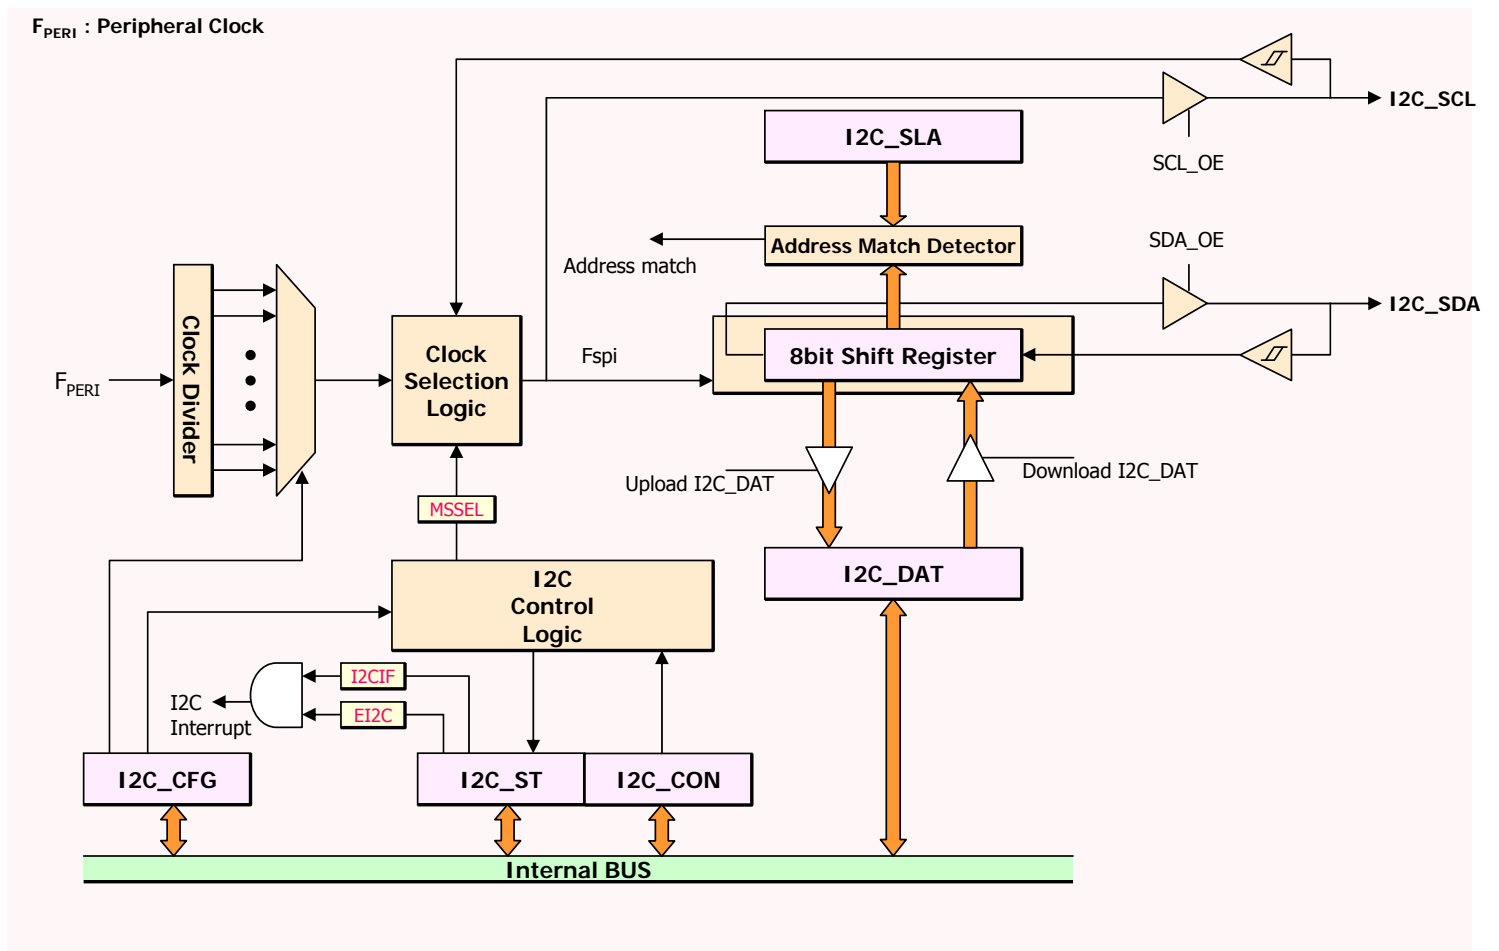 F_PERI : Peripheral Clock
I2C_SCL
I2C_SLA
SCL_OE
SDA_OE
Address Match Detector
Address match
I2C_SDA
Clock Divider
F_PERI
Clock
Selection
Logic
Fspi
8bit Shift Register
Upload I2C_DAT
Download I2C_DAT
MSSEL
I2C
Control
Logic
I2C_DAT
I2CIF
EI2C
I2C
Interrupt
I2C_CFG
I2C_ST
I2C_CON
Internal BUS